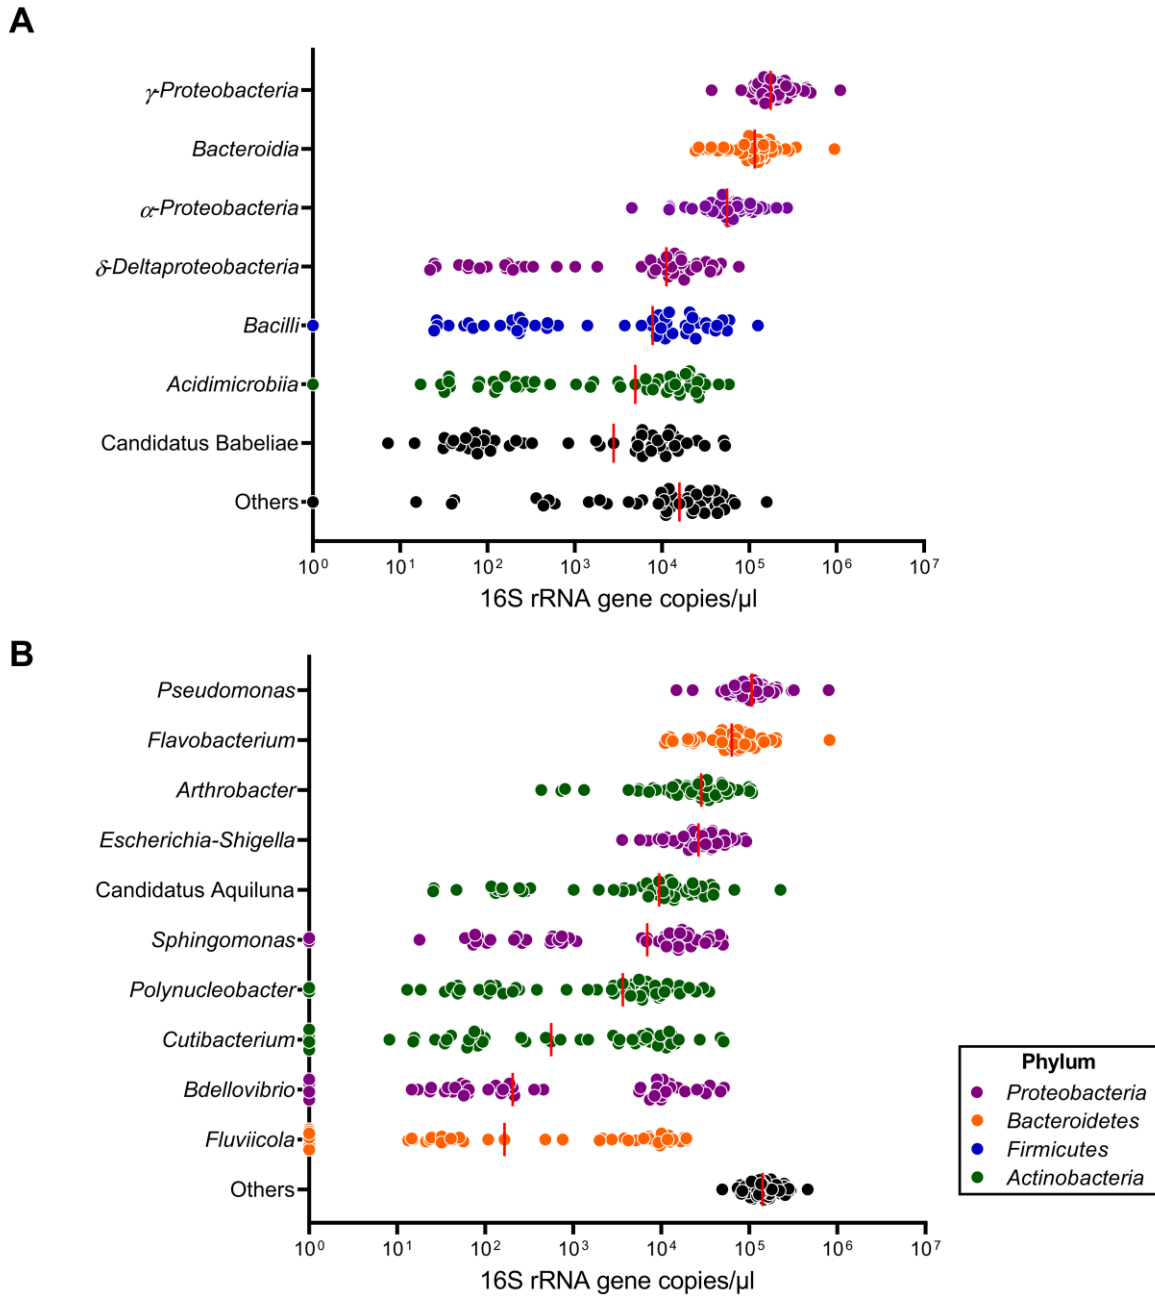 A
γ-Proteobacteria
Bacteroidia
α-Proteobacteria
δ-Deltaproteobacteria
Bacilli
Acidimicrobiia
Candidatus Babeliae
Others
10⁰ 10¹ 10² 10³ 10⁴ 10⁵ 10⁶ 10⁷
16S rRNA gene copies/µl
B
Pseudomonas
Flavobacterium
Arthrobacter
Escherichia-Shigella
Candidatus Aquiluna
Sphingomonas
Polynucleobacter
Cutibacterium
Bdellovibrio
Fluviicola
Others
10⁰ 10¹ 10² 10³ 10⁴ 10⁵ 10⁶ 10⁷
16S rRNA gene copies/µl
Phylum
Proteobacteria
Bacteroidetes
Firmicutes
Actinobacteria